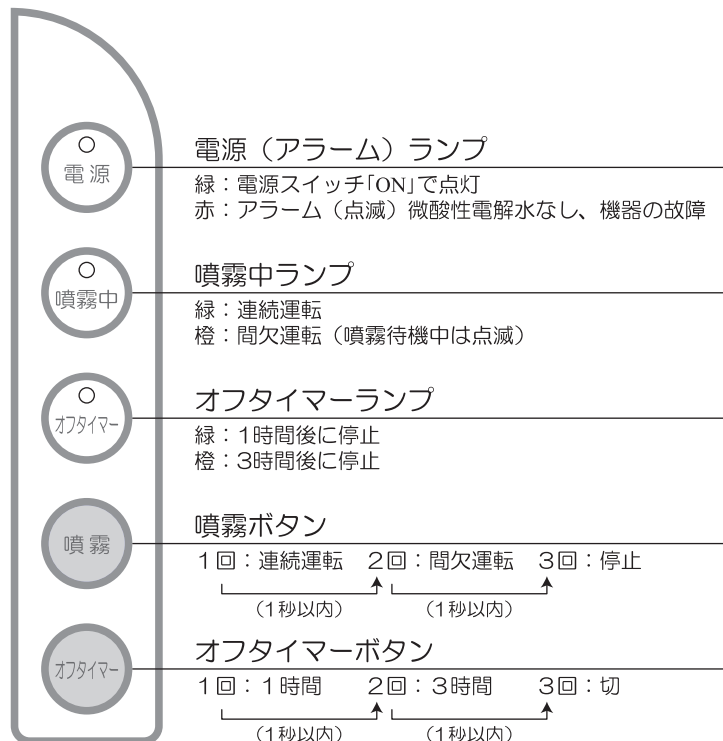 電源
電源（アラーム）ランプ
緑：電源スイッチ｢ON｣で点灯
赤：アラーム（点滅）微酸性電解水なし、機器の故障
噴霧中
噴霧中ランプ
緑：連続運転
橙：間欠運転（噴霧待機中は点滅）
オフタイマー
オフタイマーランプ
緑：1時間後に停止
橙：3時間後に停止
噴霧
噴霧ボタン
1回：連続運転 2回：間欠運転 3回：停止
（1秒以内） （1秒以内）
オフタイマー
オフタイマーボタン
1回：1時間 2回：3時間 3回：切
（1秒以内） （1秒以内）